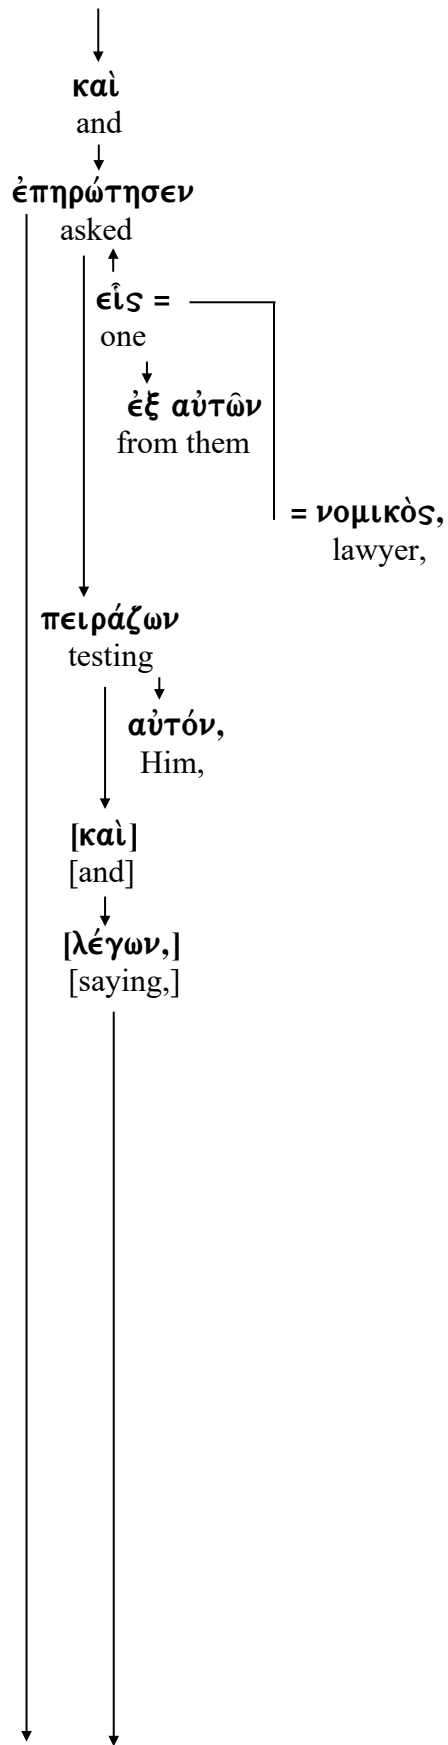 καὶ
and
ἐπηρώτησεν
asked
εἷς =
one
ἐξ αὐτῶν
from them
= νομικὸς,
lawyer,
πειράζων
testing
αὐτόν,
Him,
[καὶ]
[and]
[λέγων,]
[saying,]